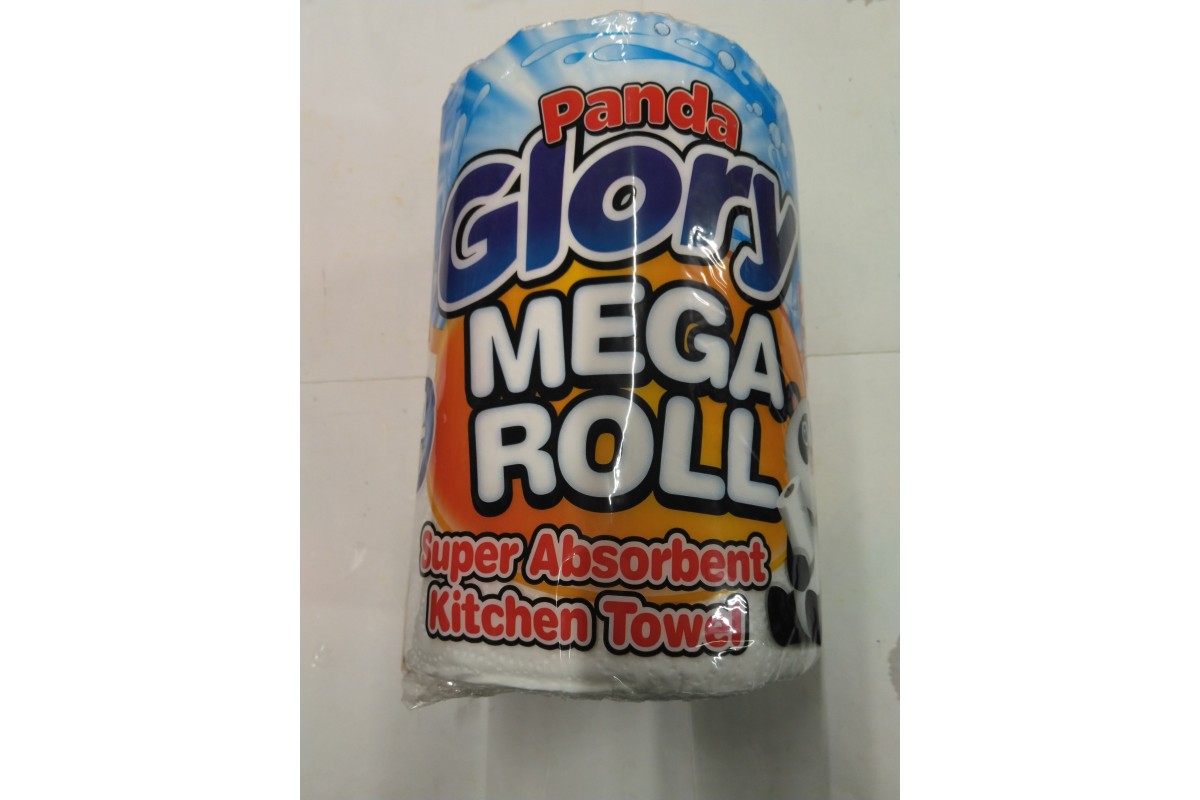 Panda
Glory
MEGA
ROLL
Super Absorbent
Kitchen Towel